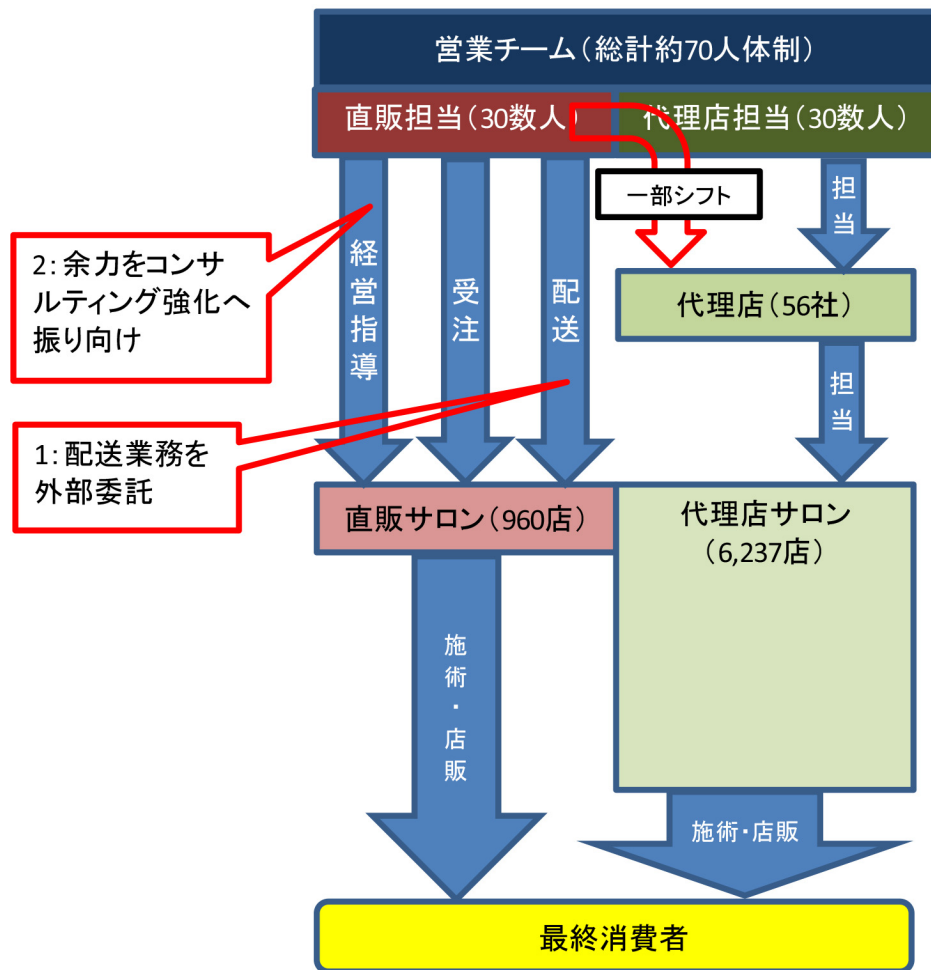 営業チーム（総計約70人体制）
直販担当（30数人）
代理店担当（30数人）
一部シフト
担当
経営指導
受注
配送
2：余力をコンサ
ルティング強化へ
振り向け
代理店（56社）
担当
1：配送業務を
外部委託
直販サロン（960店）
代理店サロン
（6,237店）
施術・店販
施術・店販
最終消費者